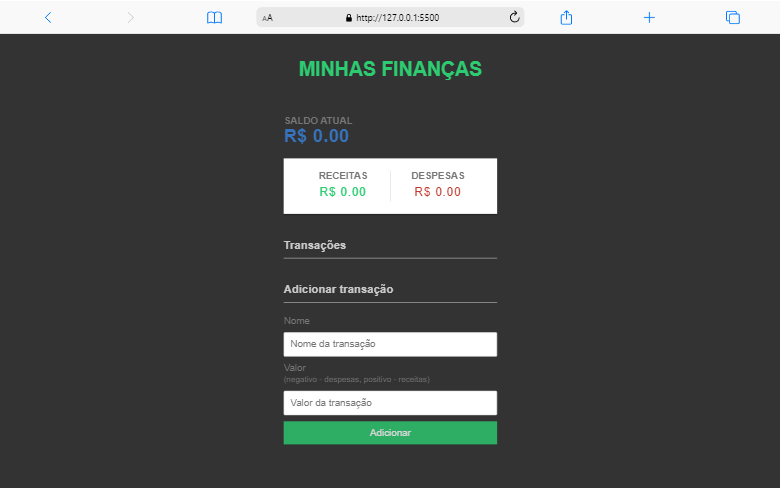 AA http://127.0.0.1:5500
MINHAS FINANÇAS
SALDO ATUAL
R$ 0.00
RECEITAS DESPESAS
R$ 0.00 R$ 0.00
Transações
Adicionar transação
Nome
Nome da transação
Valor
(negativo - despesas, positivo - receitas)
Valor da transação
Adicionar